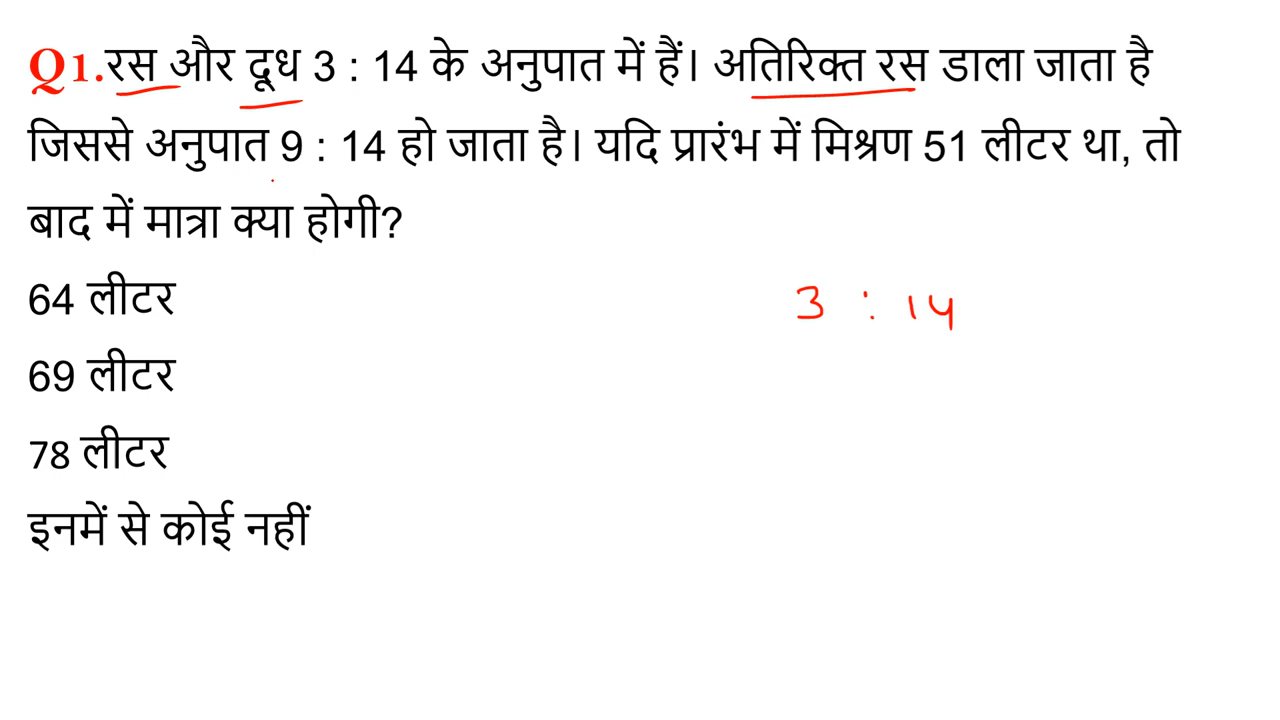 Q1.रस और दूध 3 : 14 के अनुपात में हैं। अतिरिक्त रस डाला जाता है
जिससे अनुपात 9 : 14 हो जाता है। यदि प्रारंभ में मिश्रण 51 लीटर था, तो
बाद में मात्रा क्या होगी?
64 लीटर
3 : 14
69 लीटर
78 लीटर
इनमें से कोई नहीं